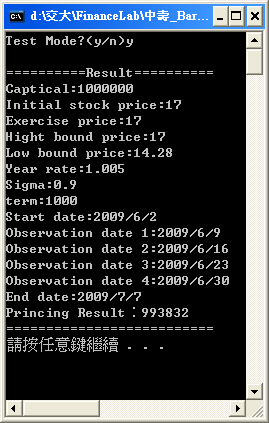 d:\交大\FinanceLab\中壽_Bar...
Test Mode?(y/n)y
==========Result===========
Captical:1000000
Initial stock price:17
Exercise price:17
Hight bound price:17
Low bound price:14.28
Year rate:1.005
Sigma:0.9
term:1000
Start date:2009/6/2
Observation date 1:2009/6/9
Observation date 2:2009/6/16
Observation date 3:2009/6/23
Observation date 4:2009/6/30
End date:2009/7/7
Princing Result：993832
==========================
請按任意鍵繼續 . . .